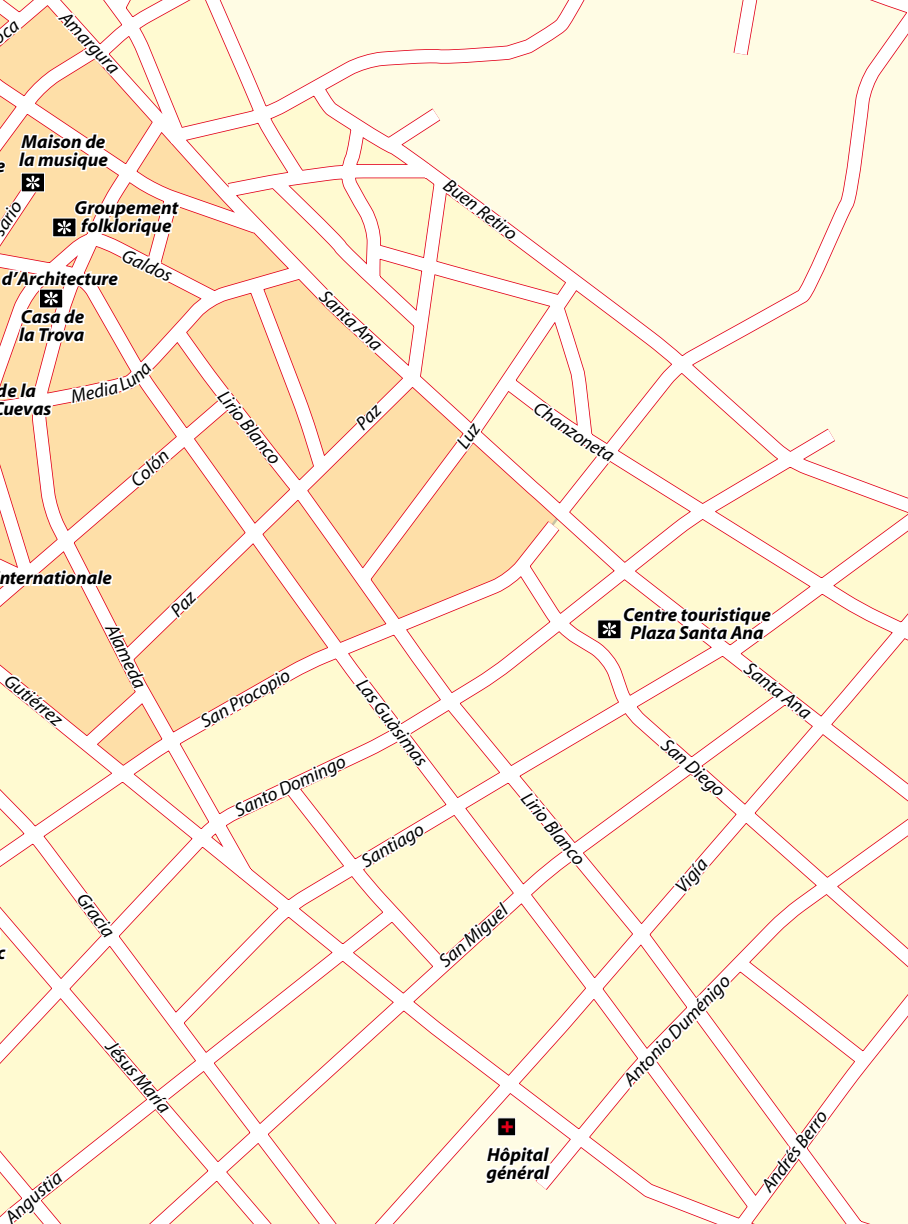 Amargura
Maison de
la musique
Groupement
folklorique
Buen Retiro
Galdos
d’Architecture
Casa de
la Trova
Santa Ana
Media Luna
de la
Cuevas
Lirio Blanco
Paz
Luz
Chanzoneta
Colón
nternationale
Paz
Centre touristique
Plaza Santa Ana
Alameda
Gutiérrez
San Procopio
Las Guàsimas
Santa Ana
San Diego
Santo Domingo
Lirio Blanco
Santiago
Vigía
Gracia
San Miguel
Antonio Duménigo
Jésus María
Hôpital
général
Andrés Berro
Angustia